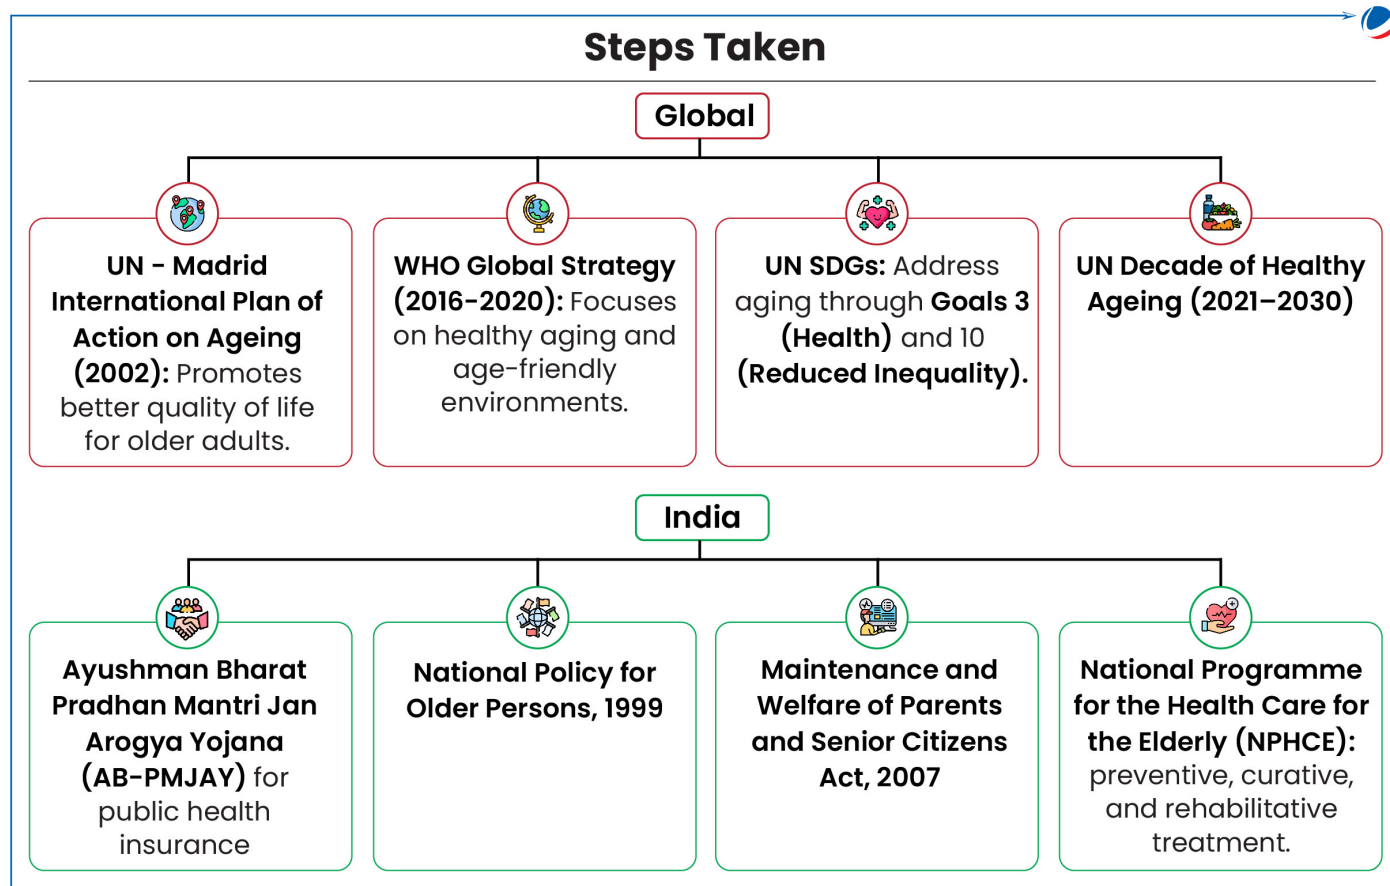 Steps Taken
Global
UN - Madrid
International Plan of
Action on Ageing
(2002): Promotes
better quality of life
for older adults.
WHO Global Strategy
(2016-2020): Focuses
on healthy aging and
age-friendly
environments.
UN SDGs: Address
aging through Goals 3
(Health) and 10
(Reduced Inequality).
UN Decade of Healthy
Ageing (2021–2030)
India
Ayushman Bharat
Pradhan Mantri Jan
Arogya Yojana
(AB-PMJAY) for
public health
insurance
National Policy for
Older Persons, 1999
Maintenance and
Welfare of Parents
and Senior Citizens
Act, 2007
National Programme
for the Health Care for
the Elderly (NPHCE):
preventive, curative,
and rehabilitative
treatment.